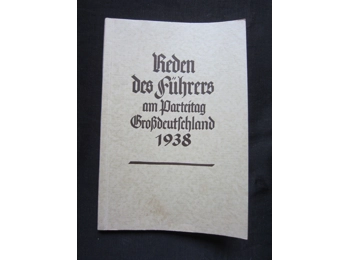 Reden
des Führers
am Parteitag
Großdeutschland
1938